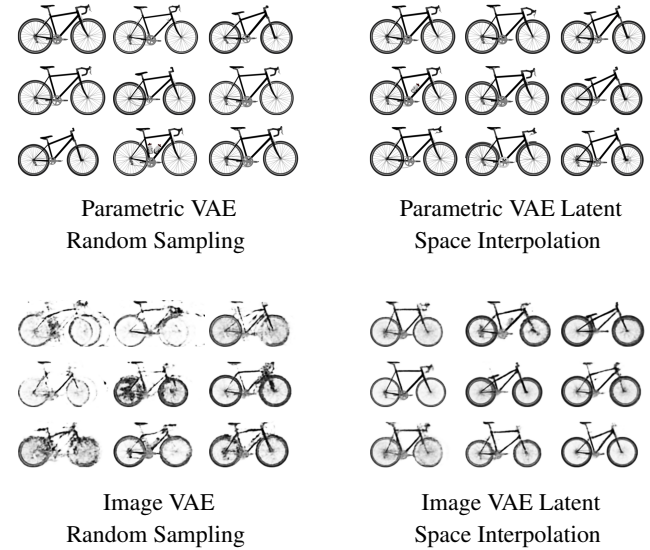 Parametric VAE
Random Sampling
Parametric VAE Latent
Space Interpolation
Image VAE
Random Sampling
Image VAE Latent
Space Interpolation